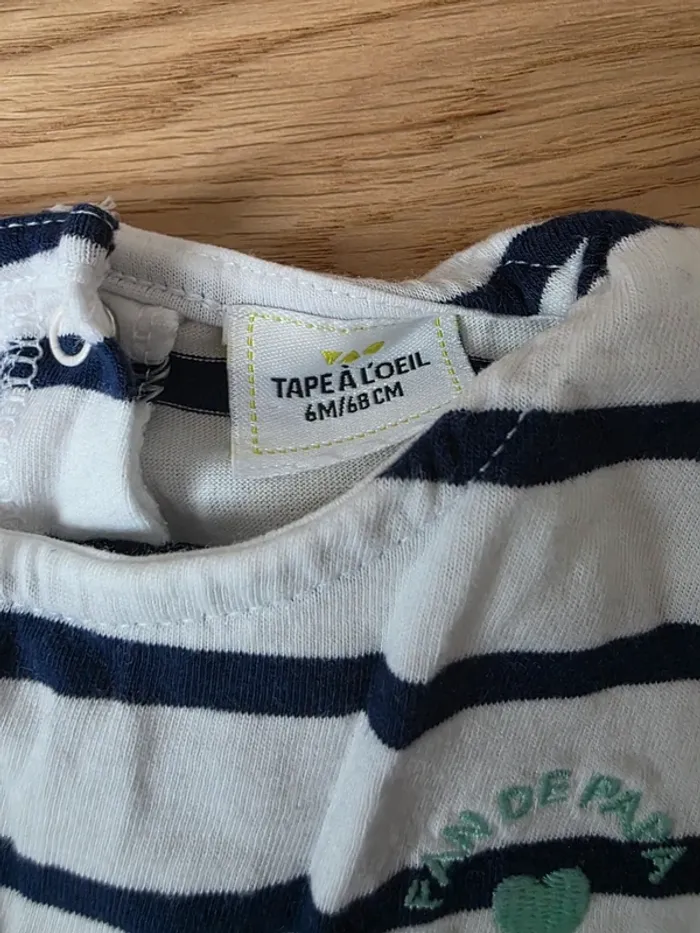 TAPE À L'OEIL
6M/68 CM
FAN DE PAPA